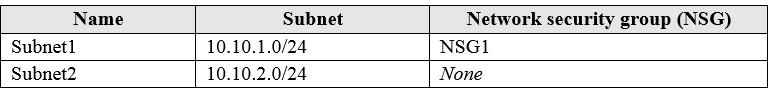 Name Subnet Network security group (NSG)
Subnet1 10.10.1.0/24 NSG1
Subnet2 10.10.2.0/24 None